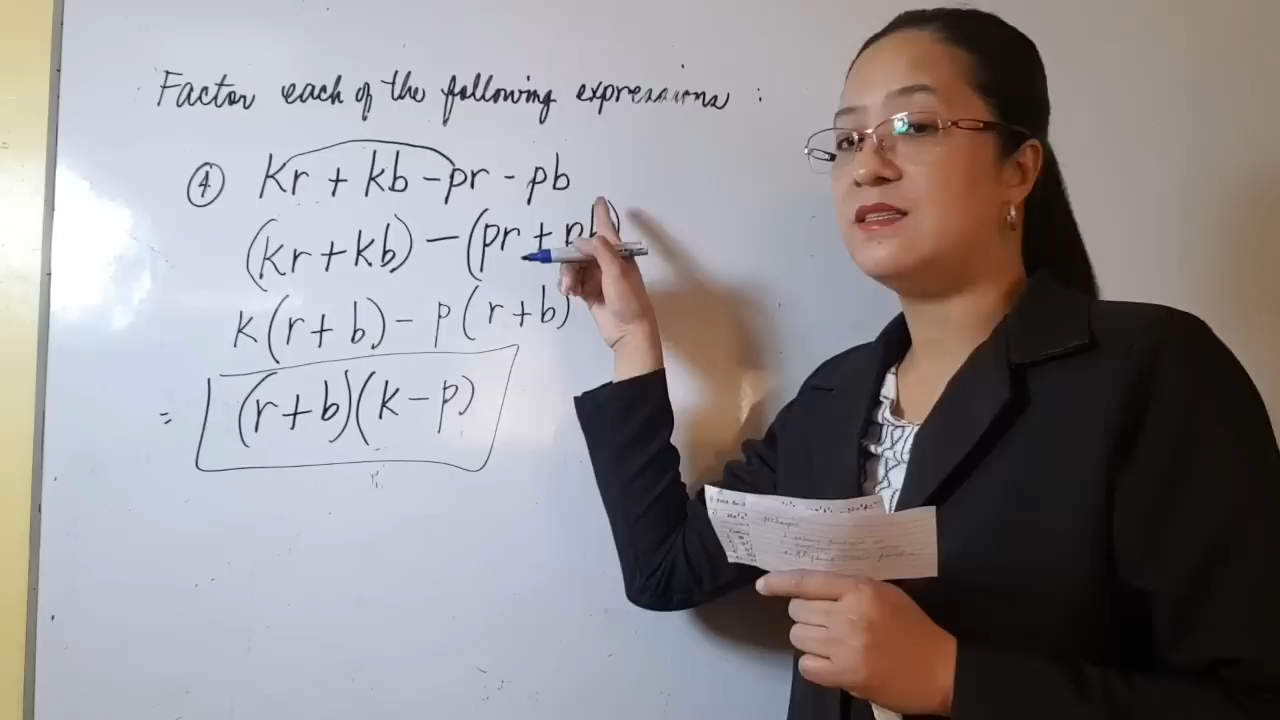 Factor each of the following expressions :
④ Kr + kb - pr - pb
(kr + kb) - (pr + pb)
k(r + b) - p(r + b)
= (r + b)(k - p)